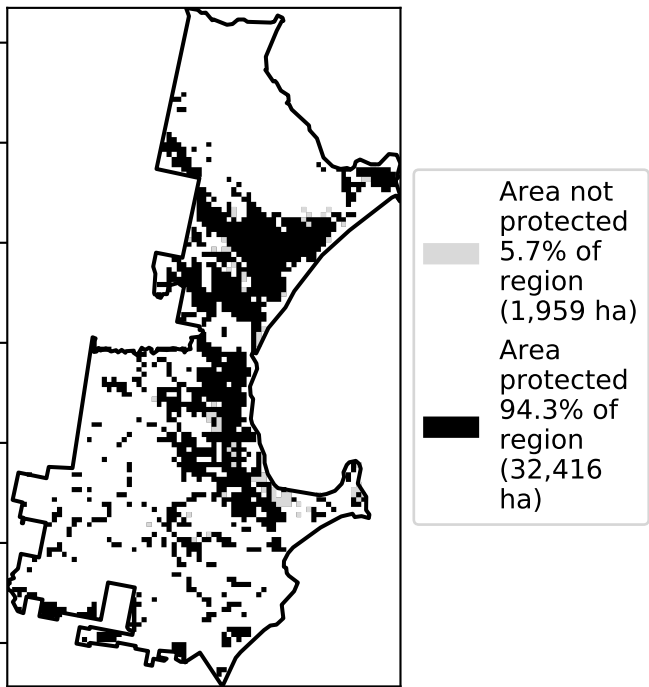 Area not
protected
5.7% of
region
(1,959 ha)
Area
protected
94.3% of
region
(32,416
ha)